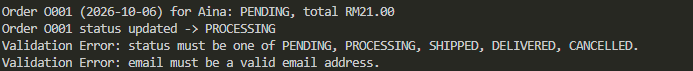 Order O001 (2026-10-06) for Aina: PENDING, total RM21.00
Order O001 status updated -> PROCESSING
Validation Error: status must be one of PENDING, PROCESSING, SHIPPED, DELIVERED, CANCELLED.
Validation Error: email must be a valid email address.